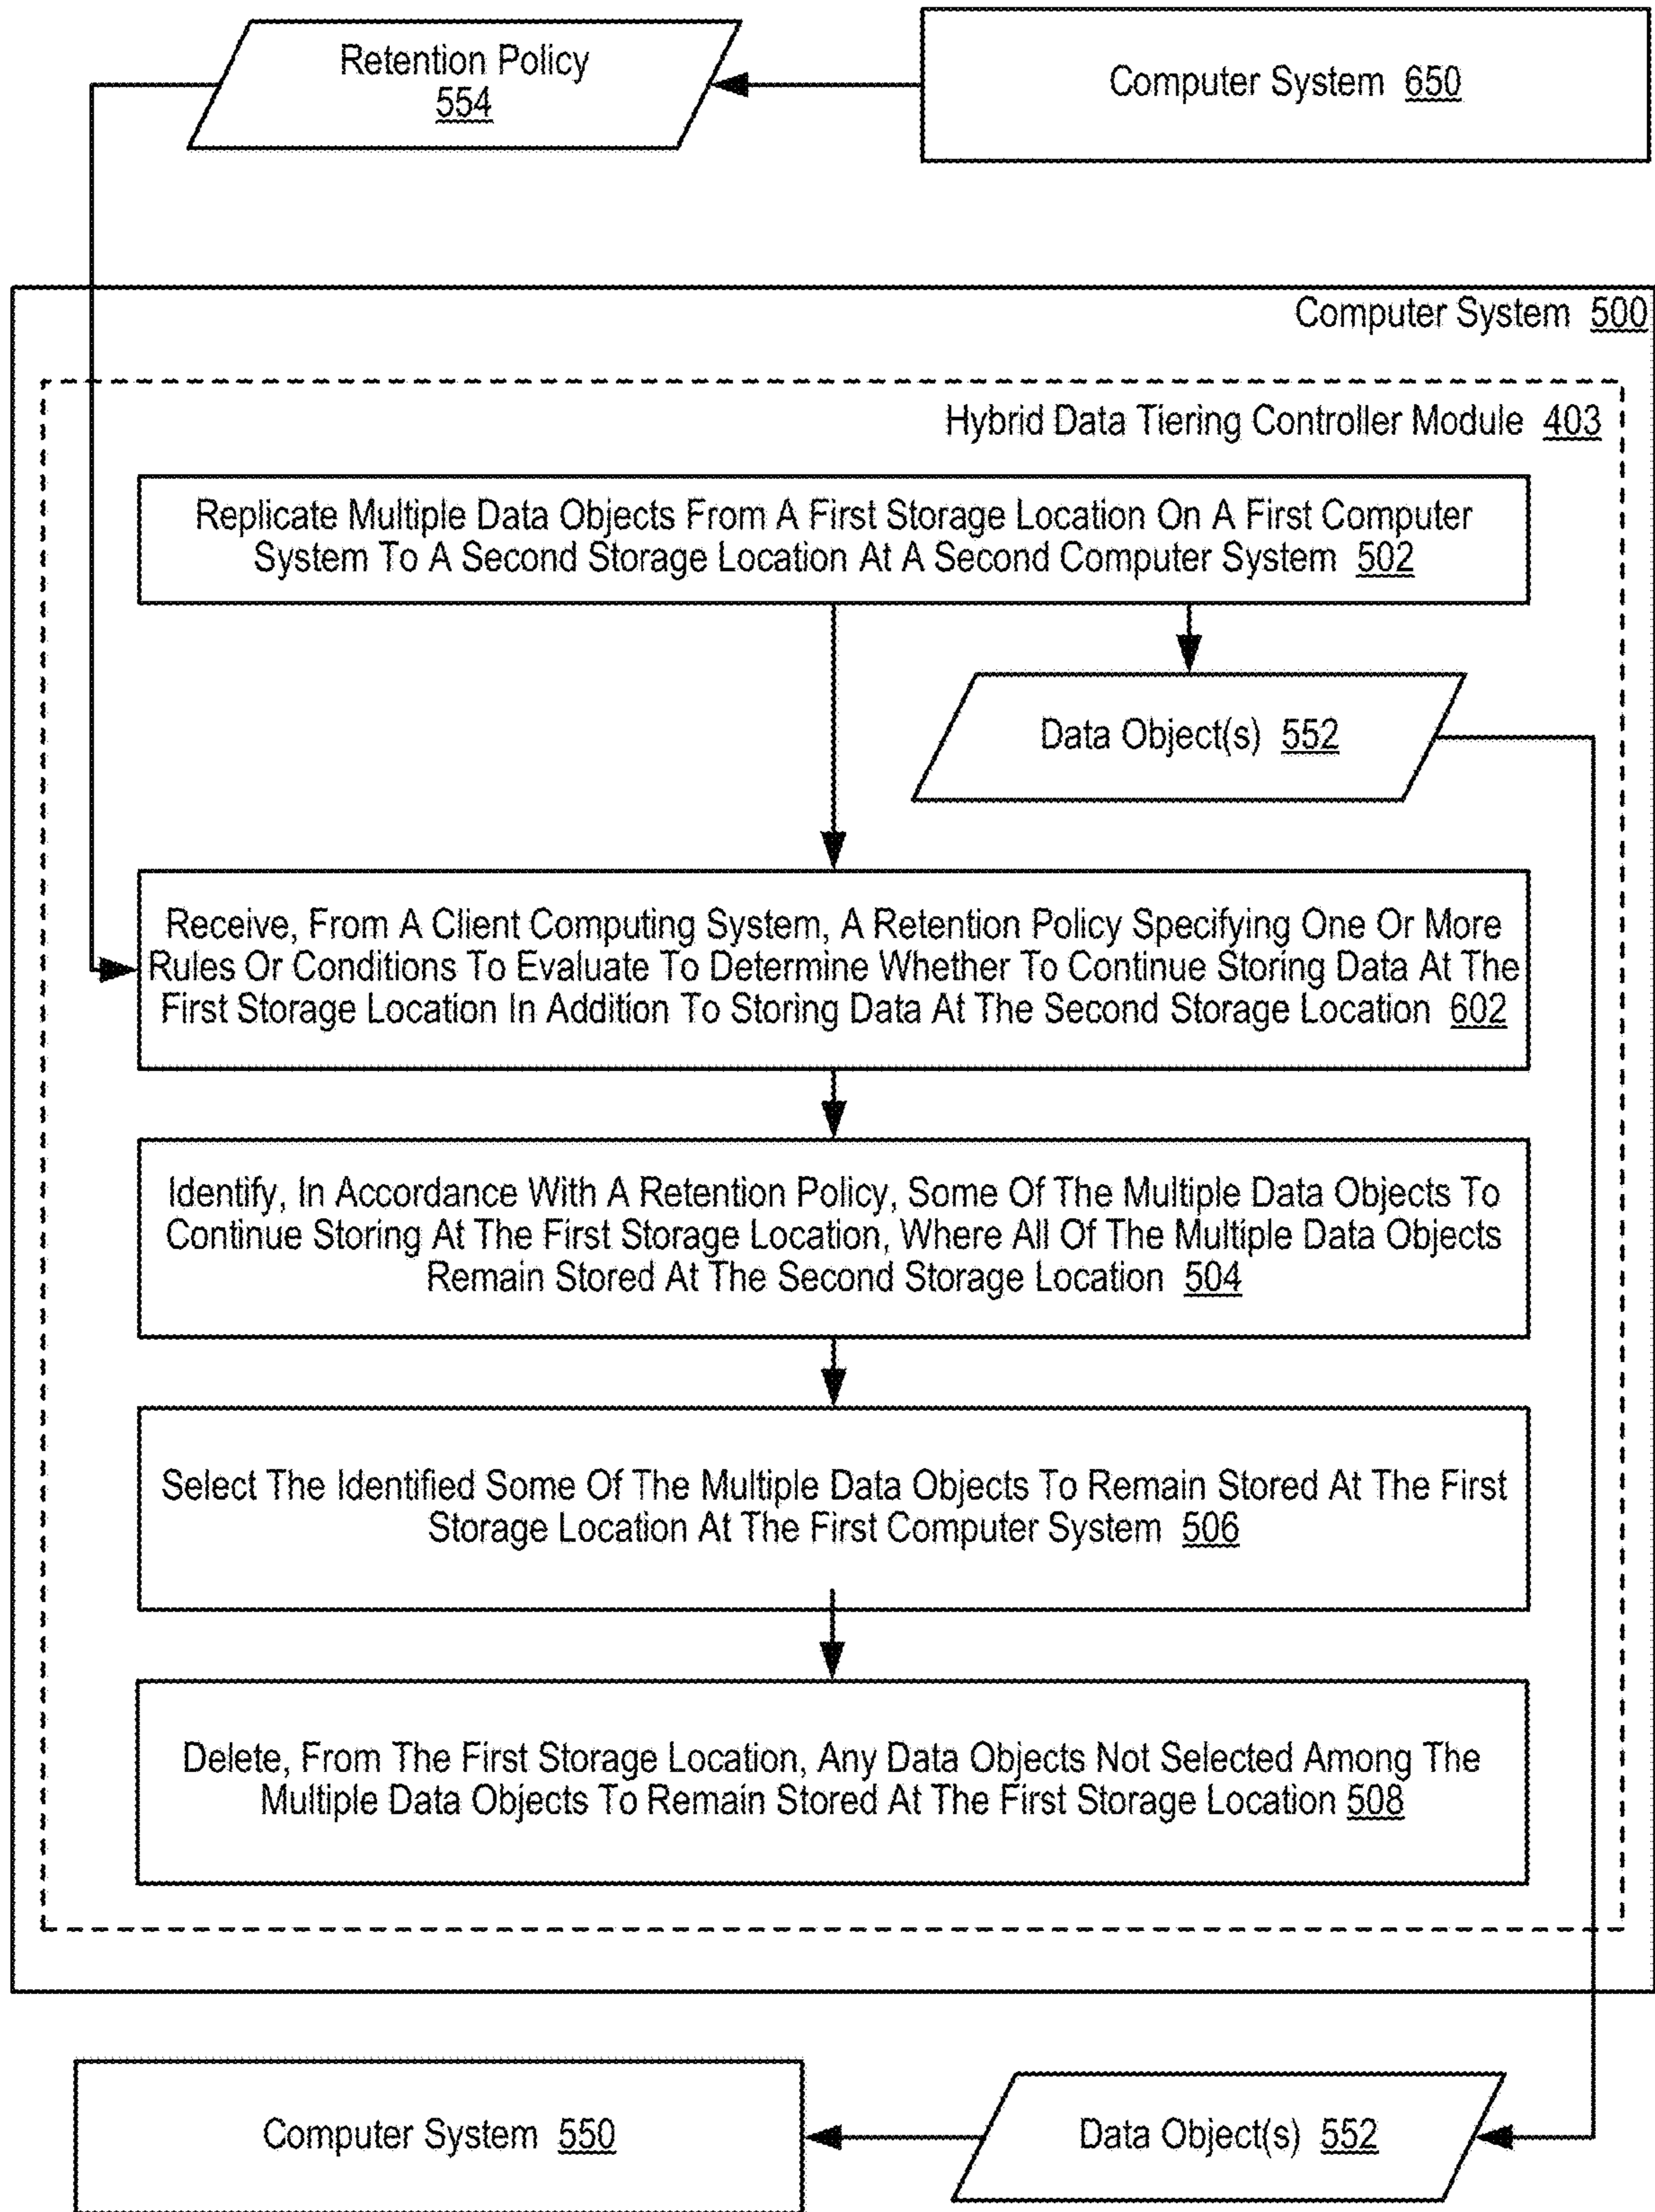 Retention Policy
554
Computer System 650
Computer System 500
Hybrid Data Tiering Controller Module 403
Replicate Multiple Data Objects From A First Storage Location On A First Computer
System To A Second Storage Location At A Second Computer System 502
Data Object(s) 552
Receive, From A Client Computing System, A Retention Policy Specifying One Or More
Rules Or Conditions To Evaluate To Determine Whether To Continue Storing Data At The
First Storage Location In Addition To Storing Data At The Second Storage Location 602
Identify, In Accordance With A Retention Policy, Some Of The Multiple Data Objects To
Continue Storing At The First Storage Location, Where All Of The Multiple Data Objects
Remain Stored At The Second Storage Location 504
Select The Identified Some Of The Multiple Data Objects To Remain Stored At The First
Storage Location At The First Computer System 506
Delete, From The First Storage Location, Any Data Objects Not Selected Among The
Multiple Data Objects To Remain Stored At The First Storage Location 508
Computer System 550
Data Object(s) 552